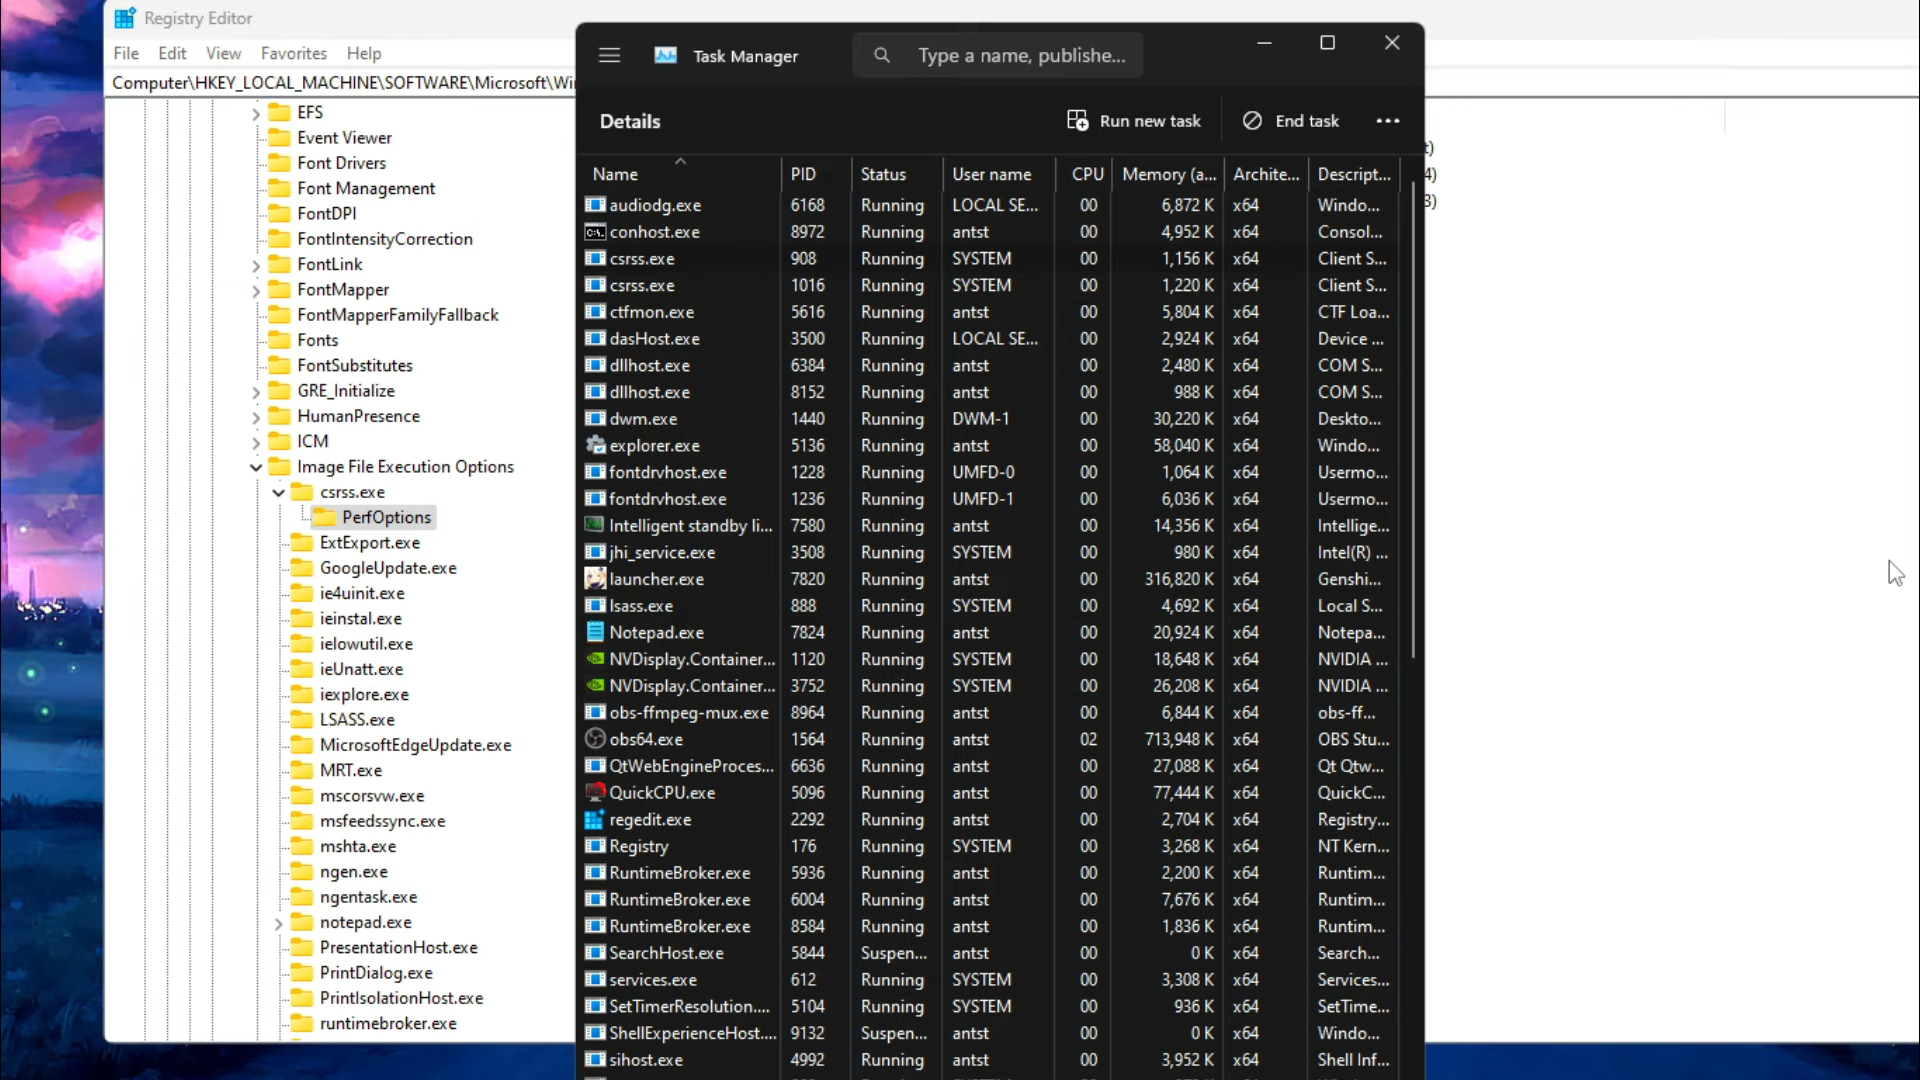 Registry Editor
File Edit View Favorites Help
Computer\HKEY_LOCAL_MACHINE\SOFTWARE\Microsoft\Wi
EFS
Event Viewer
Font Drivers
Font Management
FontDPI
FontIntensityCorrection
FontLink
FontMapper
FontMapperFamilyFallback
Fonts
FontSubstitutes
GRE_Initialize
HumanPresence
ICM
Image File Execution Options
csrss.exe
PerfOptions
ExtExport.exe
GoogleUpdate.exe
ie4uinit.exe
ieinstal.exe
ielowutil.exe
ieUnatt.exe
iexplore.exe
LSASS.exe
MicrosoftEdgeUpdate.exe
MRT.exe
mscorsvw.exe
msfeedssync.exe
mshta.exe
ngen.exe
ngentask.exe
notepad.exe
PresentationHost.exe
PrintDialog.exe
PrintIsolationHost.exe
runtimebroker.exe
Task Manager
Type a name, publishe...
Details
Run new task
End task
Name PID Status User name CPU Memory (a... Archite... Descript...
audiodg.exe 6168 Running LOCAL SE... 00 6,872 K x64 Windo...
conhost.exe 8972 Running antst 00 4,952 K x64 Consol...
csrss.exe 908 Running SYSTEM 00 1,156 K x64 Client S...
csrss.exe 1016 Running SYSTEM 00 1,220 K x64 Client S...
ctfmon.exe 5616 Running antst 00 5,804 K x64 CTF Loa...
dasHost.exe 3500 Running LOCAL SE... 00 2,924 K x64 Device ...
dllhost.exe 6384 Running antst 00 2,480 K x64 COM S...
dllhost.exe 8152 Running antst 00 988 K x64 COM S...
dwm.exe 1440 Running DWM-1 00 30,220 K x64 Deskto...
explorer.exe 5136 Running antst 00 58,040 K x64 Windo...
fontdrvhost.exe 1228 Running UMFD-0 00 1,064 K x64 Usermo...
fontdrvhost.exe 1236 Running UMFD-1 00 6,036 K x64 Usermo...
Intelligent standby li... 7580 Running antst 00 14,356 K x64 Intellige...
jhi_service.exe 3508 Running SYSTEM 00 980 K x64 Intel(R) ...
launcher.exe 7820 Running antst 00 316,820 K x64 Genshi...
lsass.exe 888 Running SYSTEM 00 4,692 K x64 Local S...
Notepad.exe 7824 Running antst 00 20,924 K x64 Notepa...
NVDisplay.Container... 1120 Running SYSTEM 00 18,648 K x64 NVIDIA ...
NVDisplay.Container... 3752 Running SYSTEM 00 26,208 K x64 NVIDIA ...
obs-ffmpeg-mux.exe 8964 Running antst 00 6,844 K x64 obs-ff...
obs64.exe 1564 Running antst 02 713,948 K x64 OBS Stu...
QtWebEngineProces... 6636 Running antst 00 27,088 K x64 Qt Qtw...
QuickCPU.exe 5096 Running antst 00 77,444 K x64 QuickC...
regedit.exe 2292 Running antst 00 2,704 K x64 Registry...
Registry 176 Running SYSTEM 00 3,268 K x64 NT Kern...
RuntimeBroker.exe 5936 Running antst 00 2,200 K x64 Runtim...
RuntimeBroker.exe 6004 Running antst 00 7,676 K x64 Runtim...
RuntimeBroker.exe 8584 Running antst 00 1,836 K x64 Runtim...
SearchHost.exe 5844 Suspen... antst 00 0 K x64 Search...
services.exe 612 Running SYSTEM 00 3,308 K x64 Services...
SetTimerResolution.... 5104 Running SYSTEM 00 936 K x64 SetTime...
ShellExperienceHost.... 9132 Suspen... antst 00 0 K x64 Windo...
sihost.exe 4992 Running antst 00 3,952 K x64 Shell Inf...
t)
4)
3)